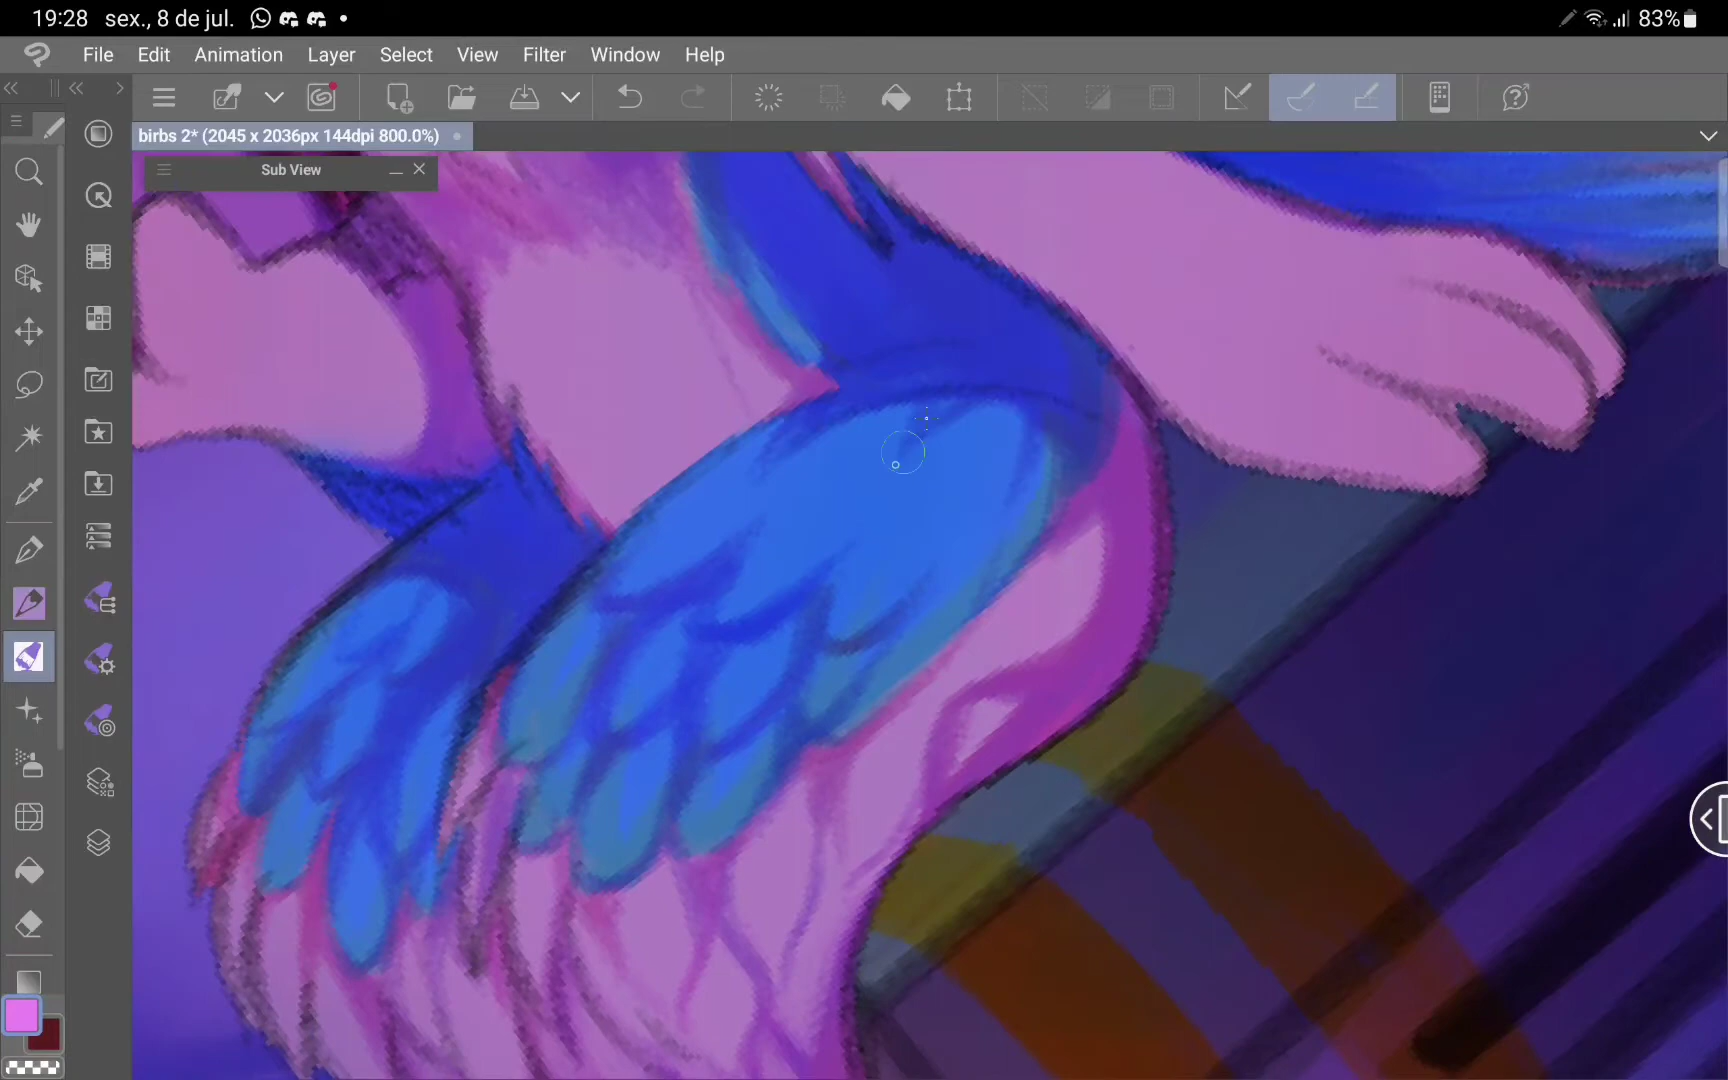 19:28 sex., 8 de jul. 83%
File Edit Animation Layer Select View Filter Window Help
birbs 2* (2045 x 2036px 144dpi 800.0%)
Sub View